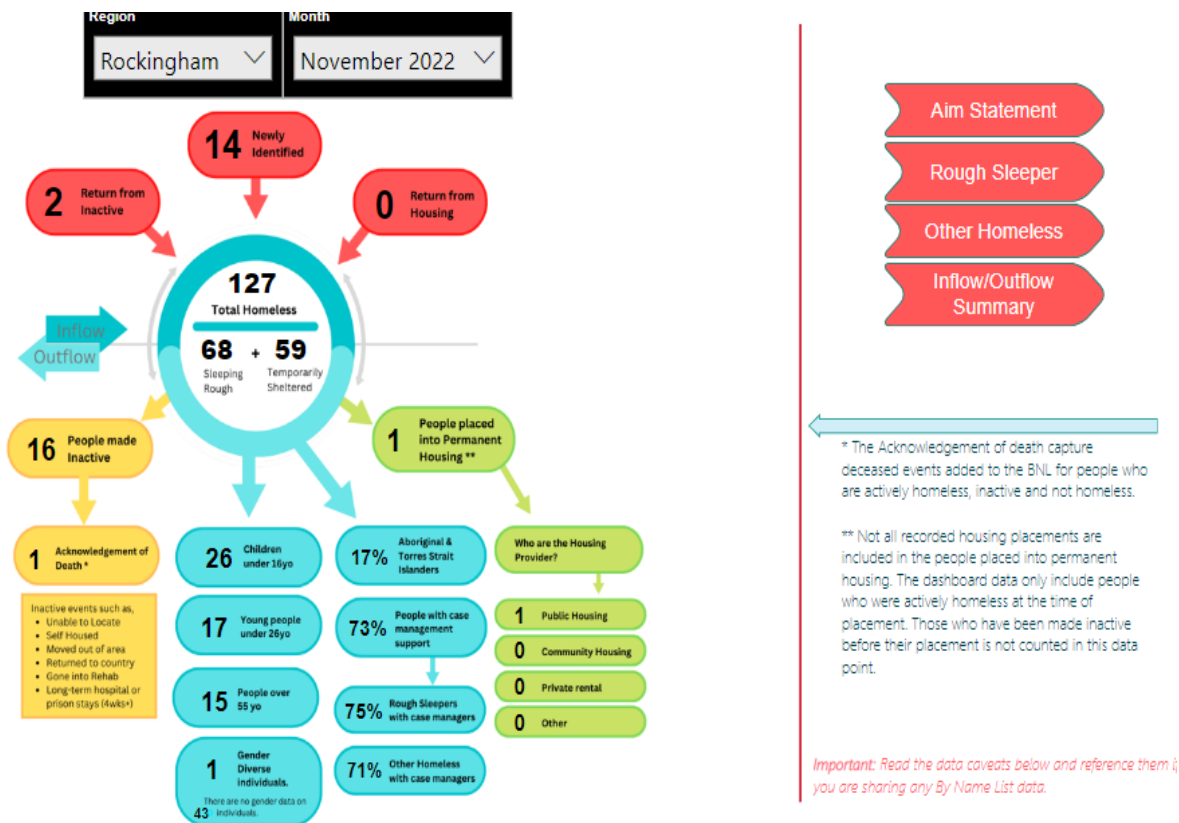 Region
Month
Rockingham
November 2022
14 Newly
Identified
2 Return from
Inactive
0 Return from
Housing
127
Total Homeless
68 + 59
Sleeping
Rough
Temporarily
Sheltered
Inflow
Outflow
16 People made
Inactive
1 People placed
into Permanent
Housing **
1 Acknowledgement of
Death *
Inactive events such as,
• Unable to Locate
• Self Housed
• Moved out of area
• Returned to country
• Gone into Rehab
• Long-term hospital or
prison stays (4wks+)
26 Children
under 16yo
17 Young people
under 26yo
15 People over
55 yo
1 Gender
Diverse
individuals.
There are no gender data on
43 individuals.
17% Aboriginal &
Torres Strait
Islanders
73% People with case
management
support
75% Rough Sleepers
with case managers
71% Other Homeless
with case managers
Who are the Housing
Provider?
1 Public Housing
0 Community Housing
0 Private rental
0 Other
Aim Statement
Rough Sleeper
Other Homeless
Inflow/Outflow
Summary
* The Acknowledgement of death capture
deceased events added to the BNL for people who
are actively homeless, inactive and not homeless.
** Not all recorded housing placements are
included in the people placed into permanent
housing. The dashboard data only include people
who were actively homeless at the time of
placement. Those who have been made inactive
before their placement is not counted in this data
point.
Important: Read the data caveats below and reference them if
you are sharing any By Name List data.